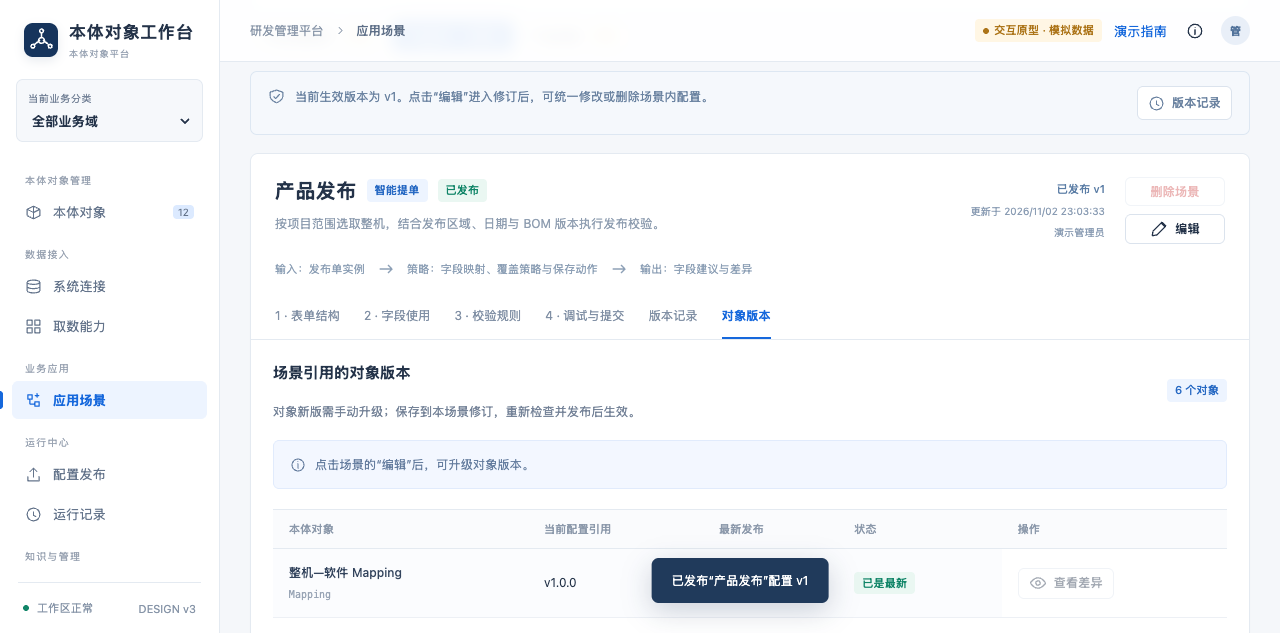 本体对象工作台
本体对象平台
当前业务分类
全部业务域
本体对象管理
本体对象 12
数据接入
系统连接
取数能力
业务应用
应用场景
运行中心
配置发布
运行记录
知识与管理
工作区正常 DESIGN v3
研发管理平台 > 应用场景
交互原型 · 模拟数据 演示指南 管
当前生效版本为 v1。点击“编辑”进入修订后，可统一修改或删除场景内配置。
版本记录
产品发布 智能提单 已发布
按项目范围选取整机，结合发布区域、日期与 BOM 版本执行发布校验。
已发布 v1
更新于 2026/11/02 23:03:33
演示管理员
删除场景
编辑
输入：发布单实例 → 策略：字段映射、覆盖策略与保存动作 → 输出：字段建议与差异
1 · 表单结构 2 · 字段使用 3 · 校验规则 4 · 调试与提交 版本记录 对象版本
场景引用的对象版本
6 个对象
对象新版需手动升级；保存到本场景修订，重新检查并发布后生效。
点击场景的“编辑”后，可升级对象版本。
本体对象 当前配置引用 最新发布 状态 操作
整机—软件 Mapping
Mapping
v1.0.0
已发布“产品发布”配置 v1
已是最新
查看差异